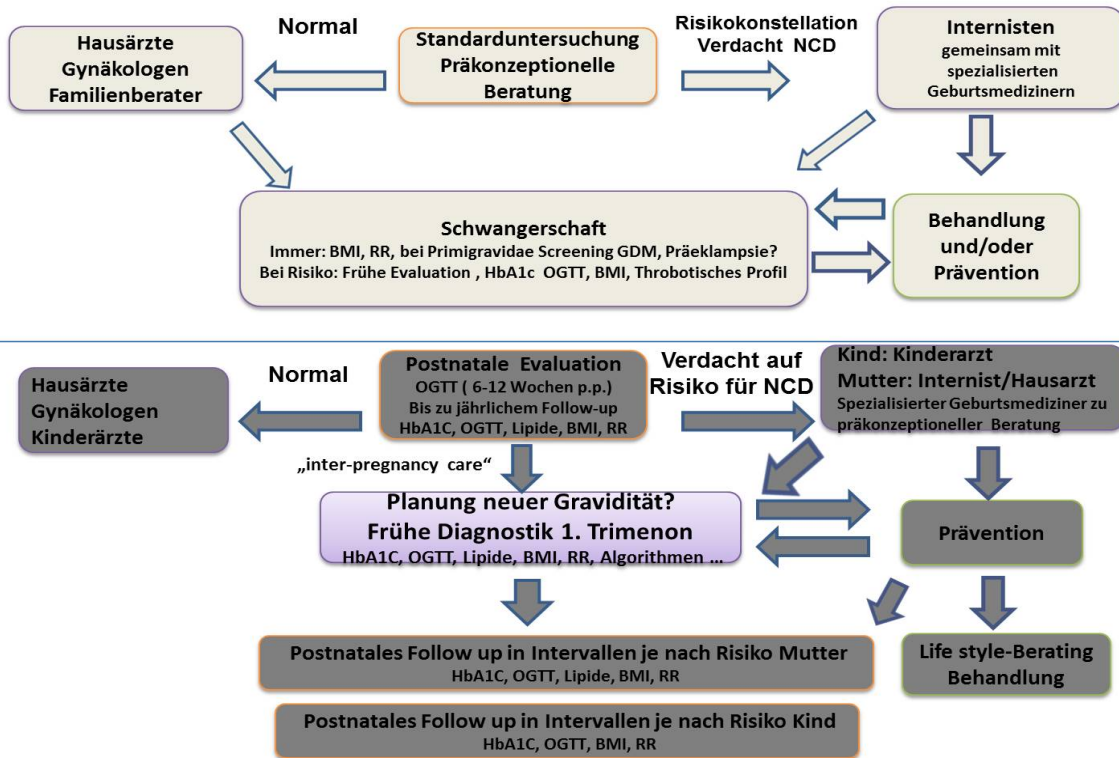 Hausärzte
Gynäkologen
Familienberater
Normal
Standarduntersuchung
Präkonzeptionelle
Beratung
Risikokonstellation
Verdacht NCD
Internisten
gemeinsam mit
spezialisierten
Geburtsmedizinern
Schwangerschaft
Immer: BMI, RR, bei Primigravidae Screening GDM, Präeklampsie?
Bei Risiko: Frühe Evaluation , HbA1c OGTT, BMI, Throbotisches Profil
Behandlung
und/oder
Prävention
Hausärzte
Gynäkologen
Kinderärzte
Normal
Postnatale Evaluation
OGTT ( 6-12 Wochen p.p.)
Bis zu jährlichem Follow-up
HbA1C, OGTT, Lipide, BMI, RR
Verdacht auf
Risiko für NCD
Kind: Kinderarzt
Mutter: Internist/Hausarzt
Spezialisierter Geburtsmediziner zu
präkonzeptioneller Beratung
„inter-pregnancy care“
Planung neuer Gravidität?
Frühe Diagnostik 1. Trimenon
HbA1C, OGTT, Lipide, BMI, RR, Algorithmen ...
Prävention
Postnatales Follow up in Intervallen je nach Risiko Mutter
HbA1C, OGTT, Lipide, BMI, RR
Life style-Berating
Behandlung
Postnatales Follow up in Intervallen je nach Risiko Kind
HbA1C, OGTT, BMI, RR